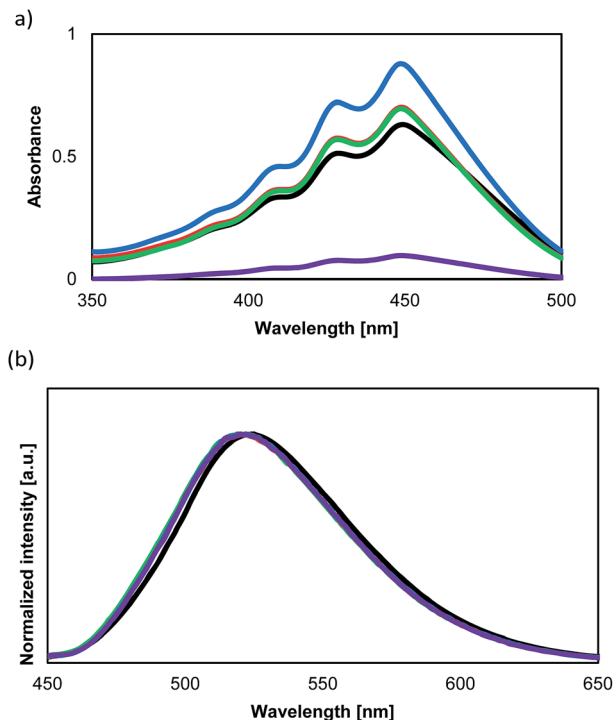 a)
1
0.5
0
Absorbance
350 400 450 500
Wavelength [nm]
(b)
Normalized intensity [a.u.]
450 500 550 600 650
Wavelength [nm]